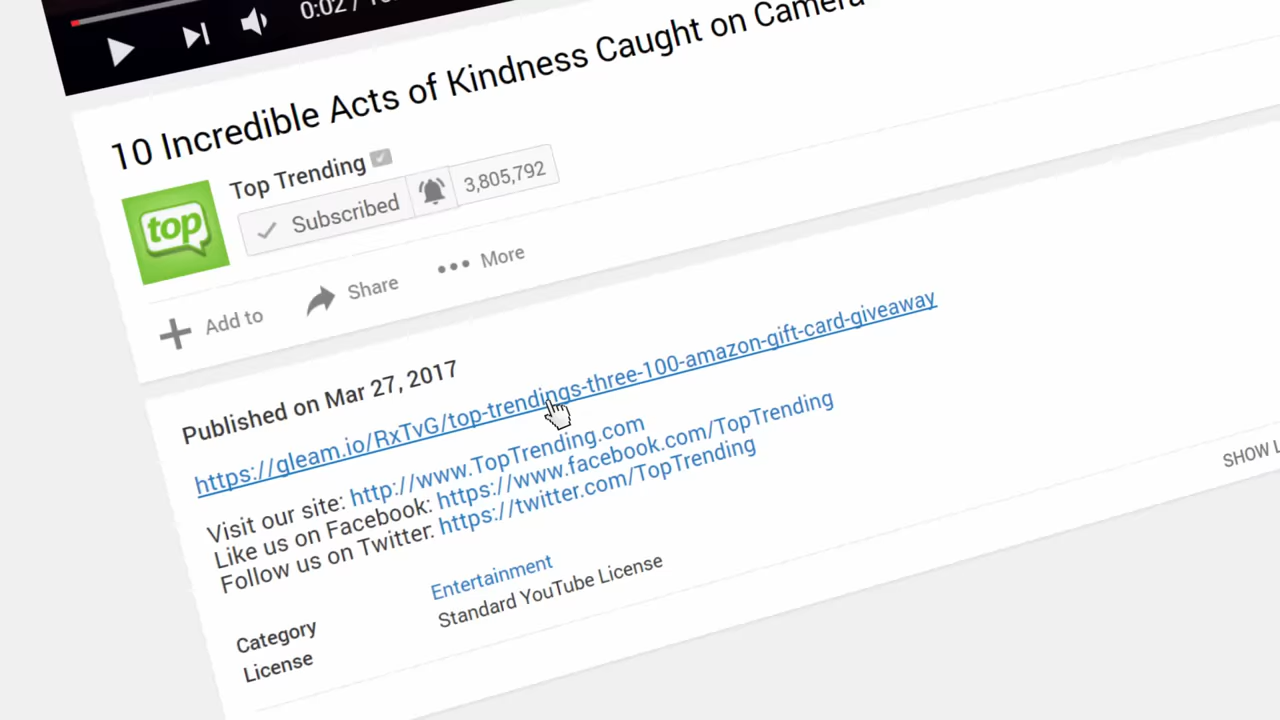 0:02 /
10 Incredible Acts of Kindness Caught on Camera
top
Top Trending
Subscribed 3,805,792
Add to Share More
Published on Mar 27, 2017
https://gleam.io/RxTvG/top-trendings-three-100-amazon-gift-card-giveaway
Visit our site: http://www.TopTrending.com
Like us on Facebook: https://www.facebook.com/TopTrending
Follow us on Twitter: https://twitter.com/TopTrending
Category Entertainment
License Standard YouTube License
SHOW